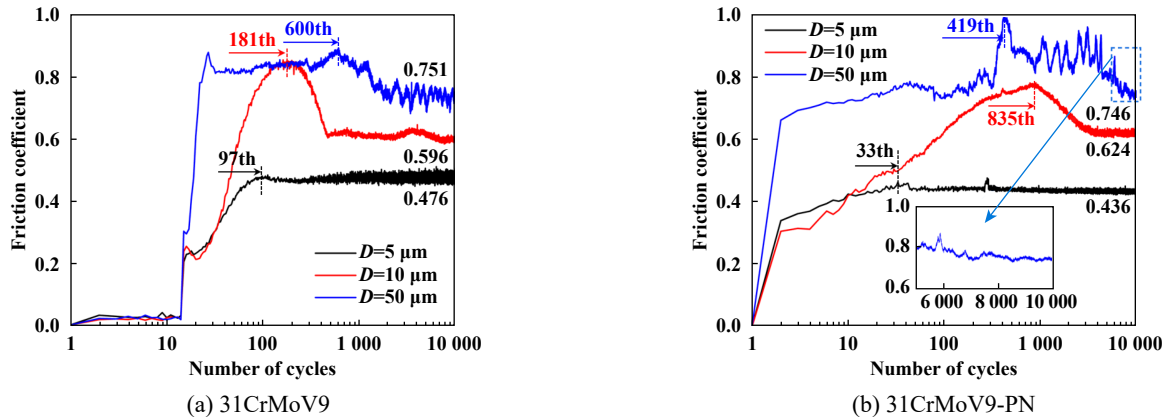 1.0
0.8
0.6
0.4
0.2
0.0
Friction coefficient
1
10
100
1 000
10 000
Number of cycles
181th
600th
97th
0.751
0.596
0.476
D=5 μm
D=10 μm
D=50 μm
(a) 31CrMoV9
1.0
0.8
0.6
0.4
0.2
0.0
Friction coefficient
1
10
100
1 000
10 000
Number of cycles
D=5 μm
D=10 μm
D=50 μm
419th
835th
33th
0.746
0.624
0.436
1.0
0.8
0.6
6 000
8 000
10 000
(b) 31CrMoV9-PN